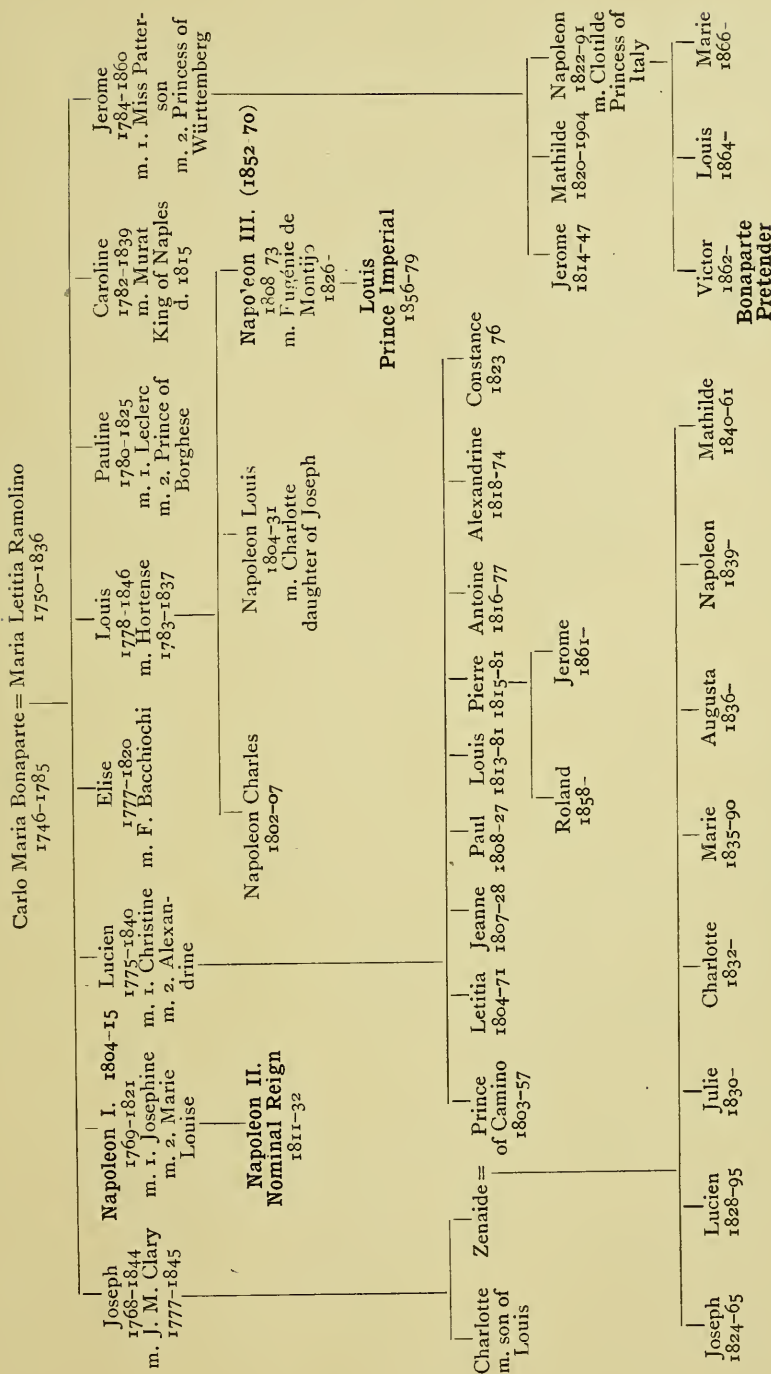 Carlo Maria Bonaparte = Maria Letitia Ramolino
1746-1785 1750-1836
Joseph
1768-1844
m. J. M. Clary
1777-1845
Napoleon I. 1804-15
1769-1821
m. 1. Josephine
m. 2. Marie
Louise
Lucien
1775-1840
m. 1. Christine
m. 2. Alexan-
drine
Elise
1777-1820
m. F. Bacchiochi
Louis
1778-1846
m. Hortense
1783-1837
Pauline
1780-1825
m. 1. Leclerc
m. 2. Prince of
Borghese
Caroline
1782-1839
m. Murat
King of Naples
d. 1815
Jerome
1784-1860
m. 1. Miss Patter-
son
m. 2. Princess of
Württemberg
Napoleon II.
Nominal Reign
1811-32
Napoleon Charles
1802-07
Napoleon Louis
1804-31
m. Charlotte
daughter of Joseph
Napo'eon III. (1852 70)
1808 73
m. Eugénie de
Montijo
1826-
Louis
Prince Imperial
1856-79
Charlotte
m. son of
Louis
Zenaide =
Prince
of Camino
1803-57
Letitia
1804-71
Jeanne
1807-28
Paul
1808-27
Louis
1813-81
Pierre
1815-81
Antoine
1816-77
Alexandrine
1818-74
Constance
1823 76
Roland
1858-
Jerome
1861-
Jerome
1814-47
Mathilde
1820-1904
Napoleon
1822-91
m. Clotilde
Princess of
Italy
Joseph
1824-65
Lucien
1828-95
Julie
1830-
Charlotte
1832-
Marie
1835-90
Augusta
1836-
Napoleon
1839-
Mathilde
1840-61
Victor
1862-
Bonaparte
Pretender
Louis
1864-
Marie
1866-